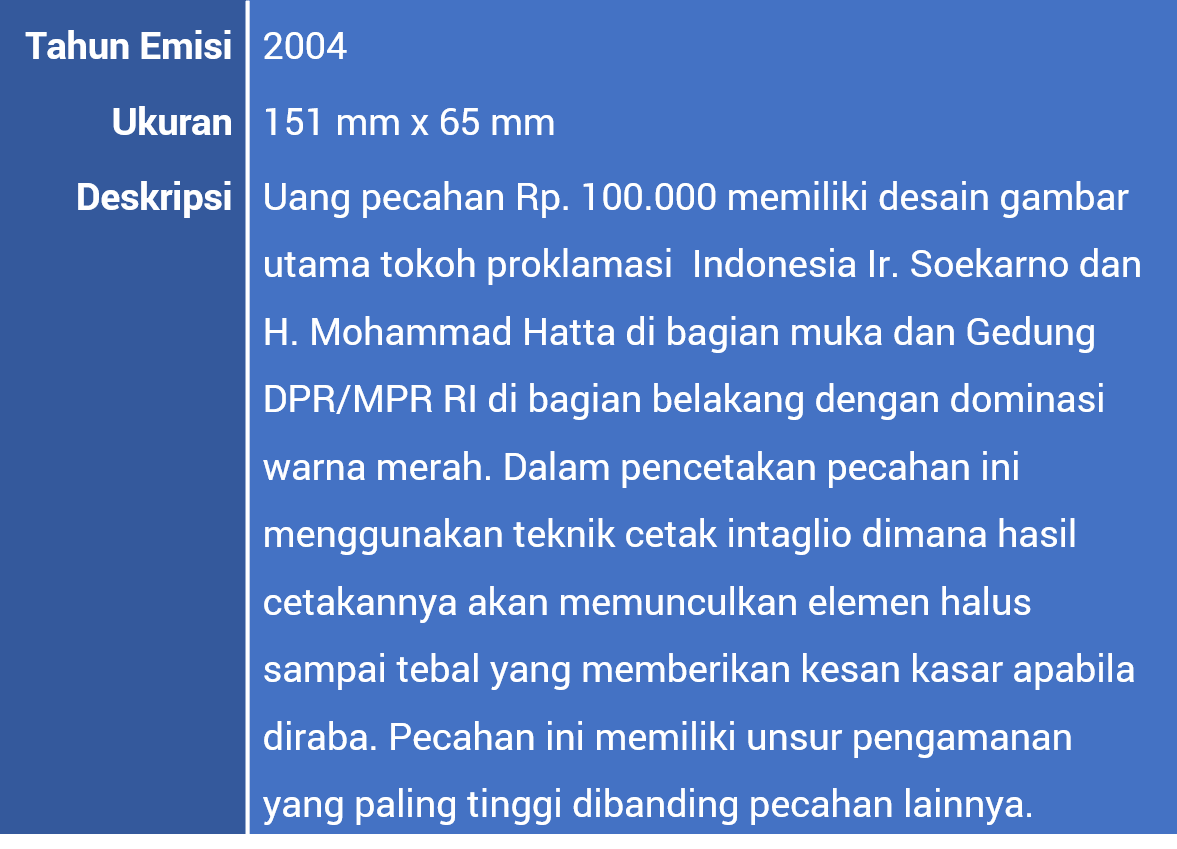 Tahun Emisi 2004
Ukuran 151 mm x 65 mm
Deskripsi Uang pecahan Rp. 100.000 memiliki desain gambar
utama tokoh proklamasi  Indonesia Ir. Soekarno dan
H. Mohammad Hatta di bagian muka dan Gedung
DPR/MPR RI di bagian belakang dengan dominasi
warna merah. Dalam pencetakan pecahan ini
menggunakan teknik cetak intaglio dimana hasil
cetakannya akan memunculkan elemen halus
sampai tebal yang memberikan kesan kasar apabila
diraba. Pecahan ini memiliki unsur pengamanan
yang paling tinggi dibanding pecahan lainnya.